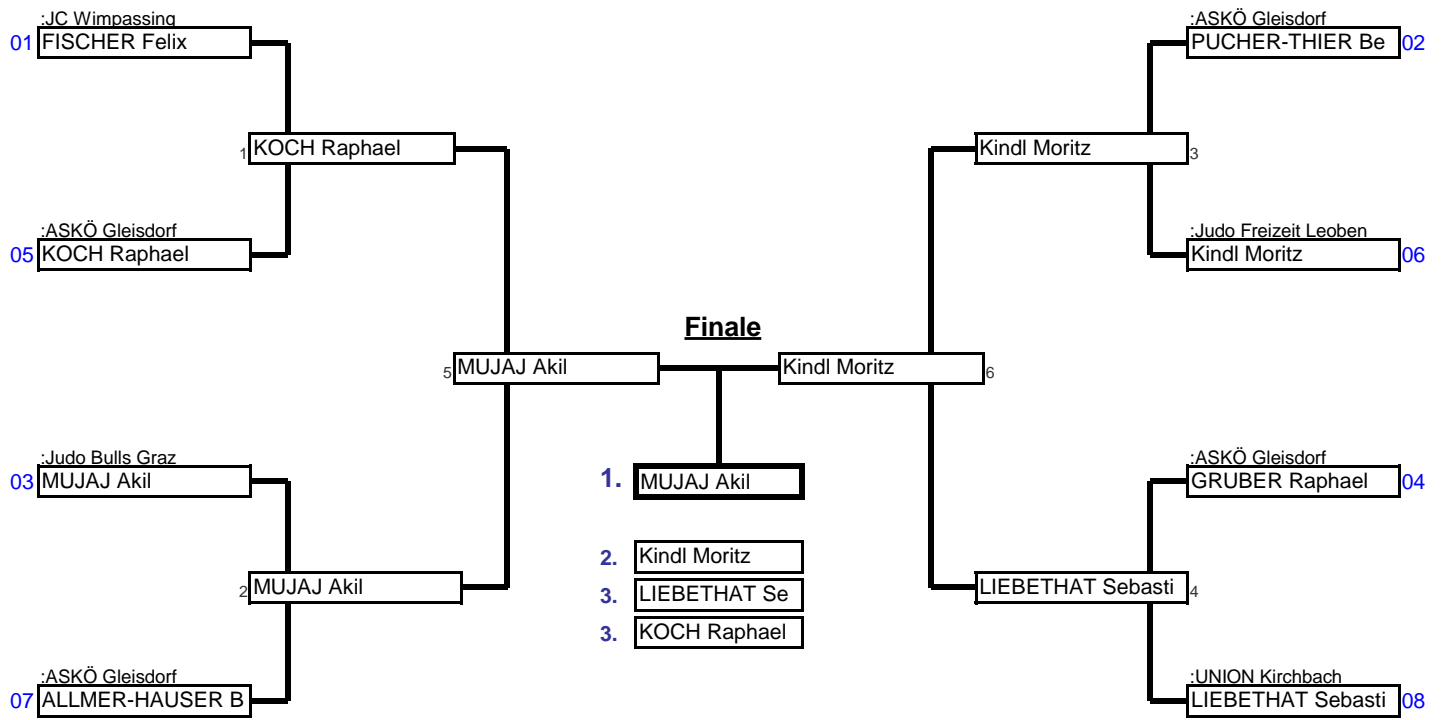 :JC Wimpassing
01 FISCHER Felix
:ASKÖ Gleisdorf
PUCHER-THIER Be 02
1 KOCH Raphael
Kindl Moritz 3
:ASKÖ Gleisdorf
05 KOCH Raphael
:Judo Freizeit Leoben
Kindl Moritz 06
Finale
5 MUJAJ Akil
Kindl Moritz 6
:Judo Bulls Graz
03 MUJAJ Akil
1. MUJAJ Akil
:ASKÖ Gleisdorf
GRUBER Raphael 04
2. Kindl Moritz
2 MUJAJ Akil
3. LIEBETHAT Se
LIEBETHAT Sebasti 4
3. KOCH Raphael
:ASKÖ Gleisdorf
07 ALLMER-HAUSER B
:UNION Kirchbach
LIEBETHAT Sebasti 08